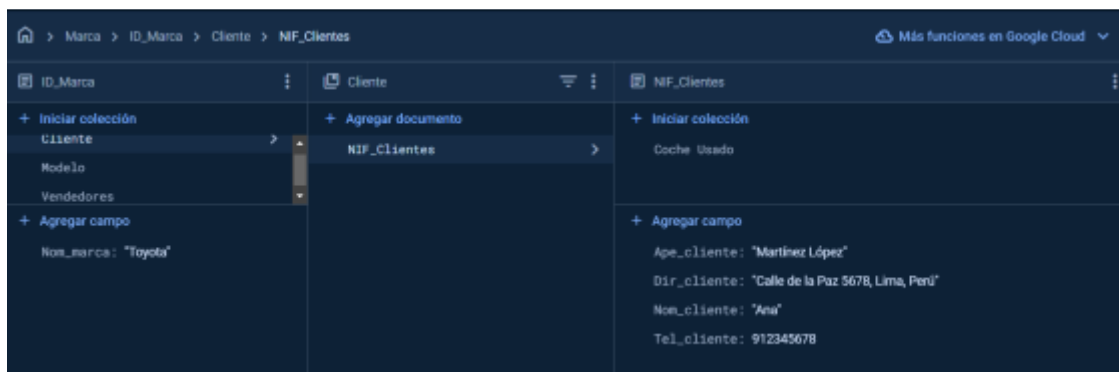 Marca > ID_Marca > Cliente > NIF_Clientes
Más funciones en Google Cloud
ID_Marca
+ Iniciar colección
Cliente >
Modelo
Vendedores
+ Agregar campo
Nom_marca: "Toyota"
Cliente
+ Agregar documento
NIF_Clientes >
NIF_Clientes
+ Iniciar colección
Coche Usado
+ Agregar campo
Ape_cliente: "Martínez López"
Dir_cliente: "Calle de la Paz 5678, Lima, Perú"
Nom_cliente: "Ana"
Tel_cliente: 912345678